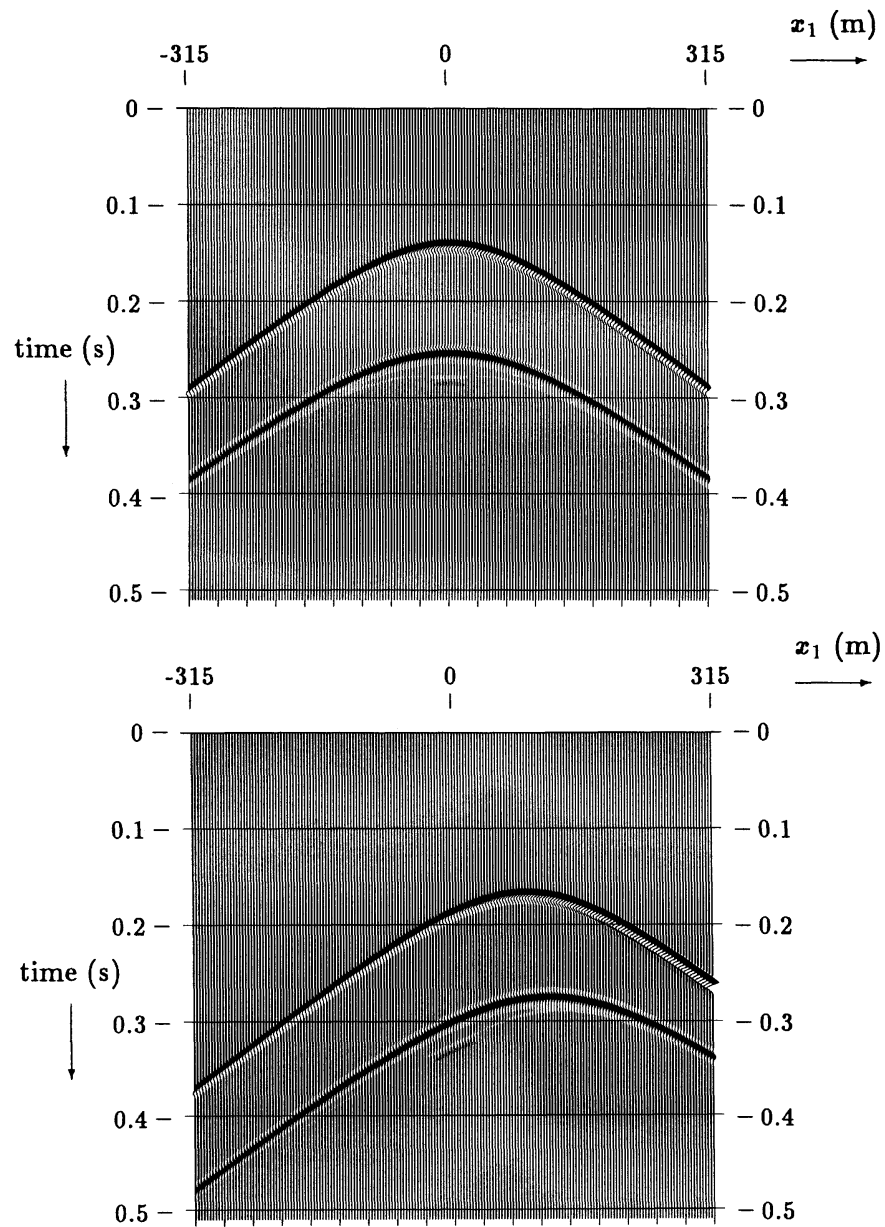 x₁ (m)
-315 0 315
0 – – 0
0.1 – – 0.1
0.2 – – 0.2
time (s)
0.3 – – 0.3
0.4 – – 0.4
0.5 – – 0.5
x₁ (m)
-315 0 315
0 – – 0
0.1 – – 0.1
0.2 – – 0.2
time (s)
0.3 – – 0.3
0.4 – – 0.4
0.5 – – 0.5